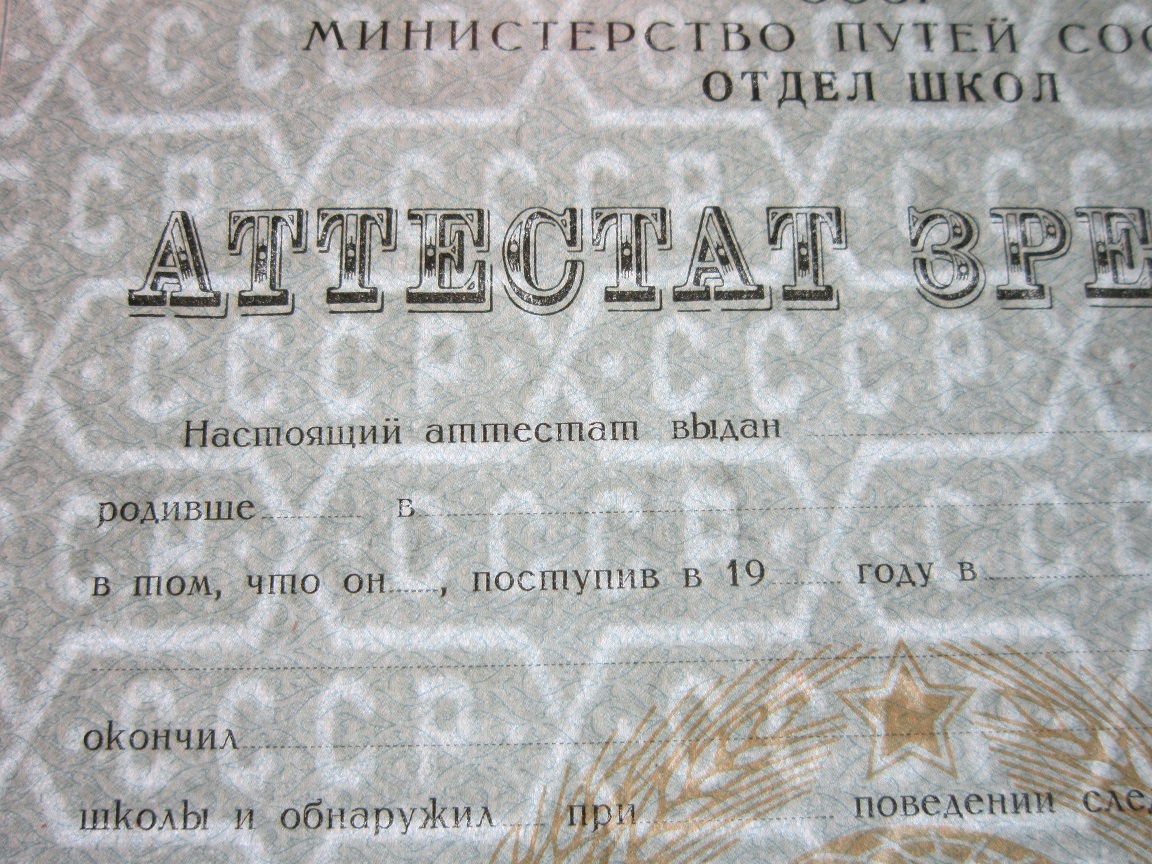 СССР
МИНИСТЕРСТВО ПУТЕЙ СОО
ОТДЕЛ ШКОЛ
АТТЕСТАТ ЗРЕ
Настоящий аттестат выдан
родивше в
в том, что он , поступив в 19 году в
окончил
школы и обнаружил при поведении сле